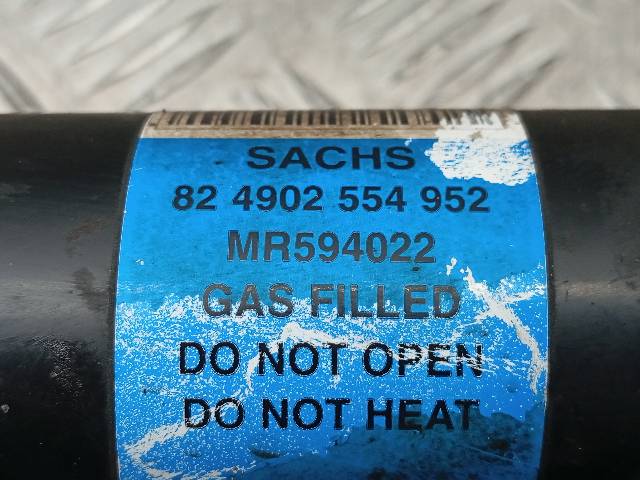 SACHS
82 4902 554 952
MR594022
GAS FILLED
DO NOT OPEN
DO NOT HEAT